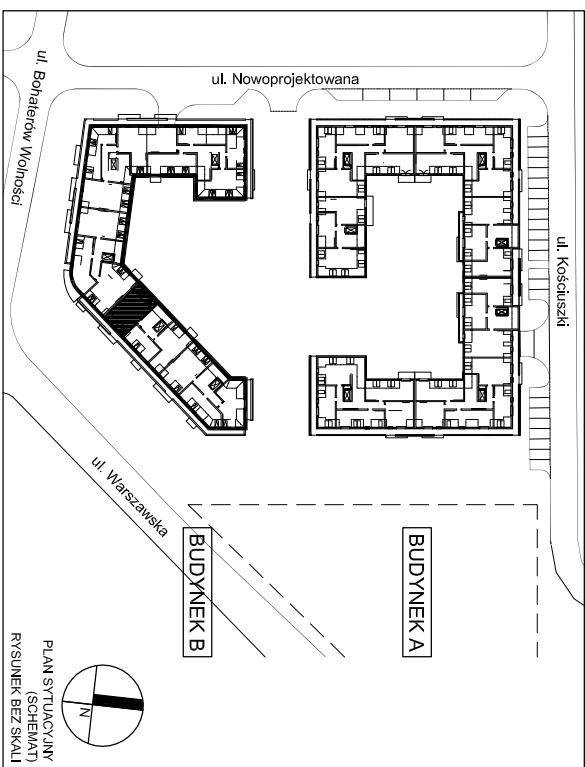 ul. Nowoprojektowana
ul. Bohaterów Wolności
ul. Kościuszki
ul. Warszawska
BUDYNEK B
BUDYNEK A
N
PLAN SYTUACYJNY
(SCHEMAT)
RYSUNEK BEZ SKALI